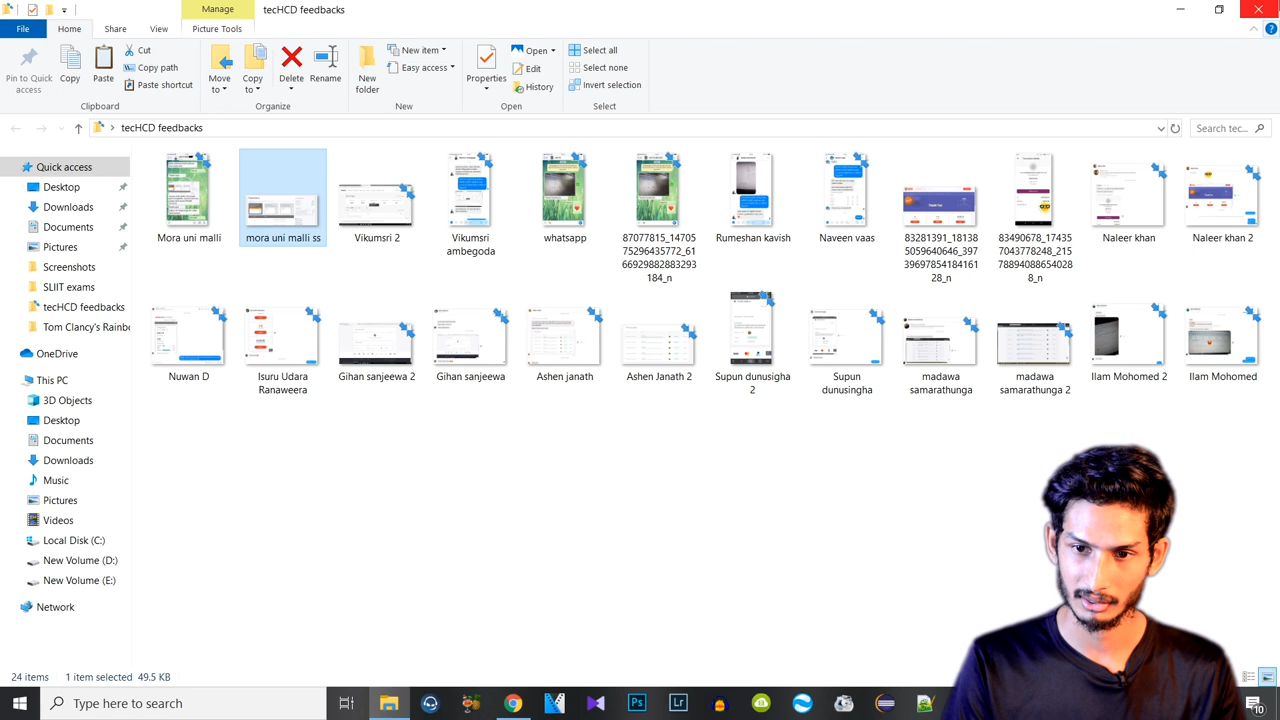 Manage
tecHCD feedbacks
File
Home
Share
View
Picture Tools
Pin to Quick
access
Copy
Paste
Cut
Copy path
Paste shortcut
Clipboard
Move
to
Copy
to
Delete
Rename
Organize
New
folder
New item
Easy access
New
Properties
Open
Edit
History
Open
Select all
Select none
Invert selection
Select
tecHCD feedbacks
Search tec...
Quick access
Desktop
Downloads
Documents
Pictures
Screenshots
SLIIT exams
tecHCD feedbacks
Tom Clancy's Rainb
OneDrive
This PC
3D Objects
Desktop
Documents
Downloads
Music
Pictures
Videos
Local Disk (C:)
New Volume (D:)
New Volume (E:)
Network
Mora uni malli
mora uni malli ss
Vikumsri 2
Vikumsri
ambegoda
whatsapp
87077815_14705
75296435772_61
66929882883293
184_n
Rumeshan kavish
Naveen vaas
83281391_18138
5059640646_397
39697854184161
28_n
83490678_17435
7043778248_215
78894088654028
8_n
Naleer khan
Naleer khan 2
Nuwan D
Isuru Udara
Ranaweera
Gihan sanjeewa 2
Gihan sanjeewa
Ashen janath
Ashen Janath 2
Supun dunusigha
2
Supun
dunusingha
madawa
samarathunga
madawa
samarathunga 2
Ilam Mohomed 2
Ilam Mohomed
24 items
1 item selected
49.5 KB
Type here to search
Ps
Lr
10